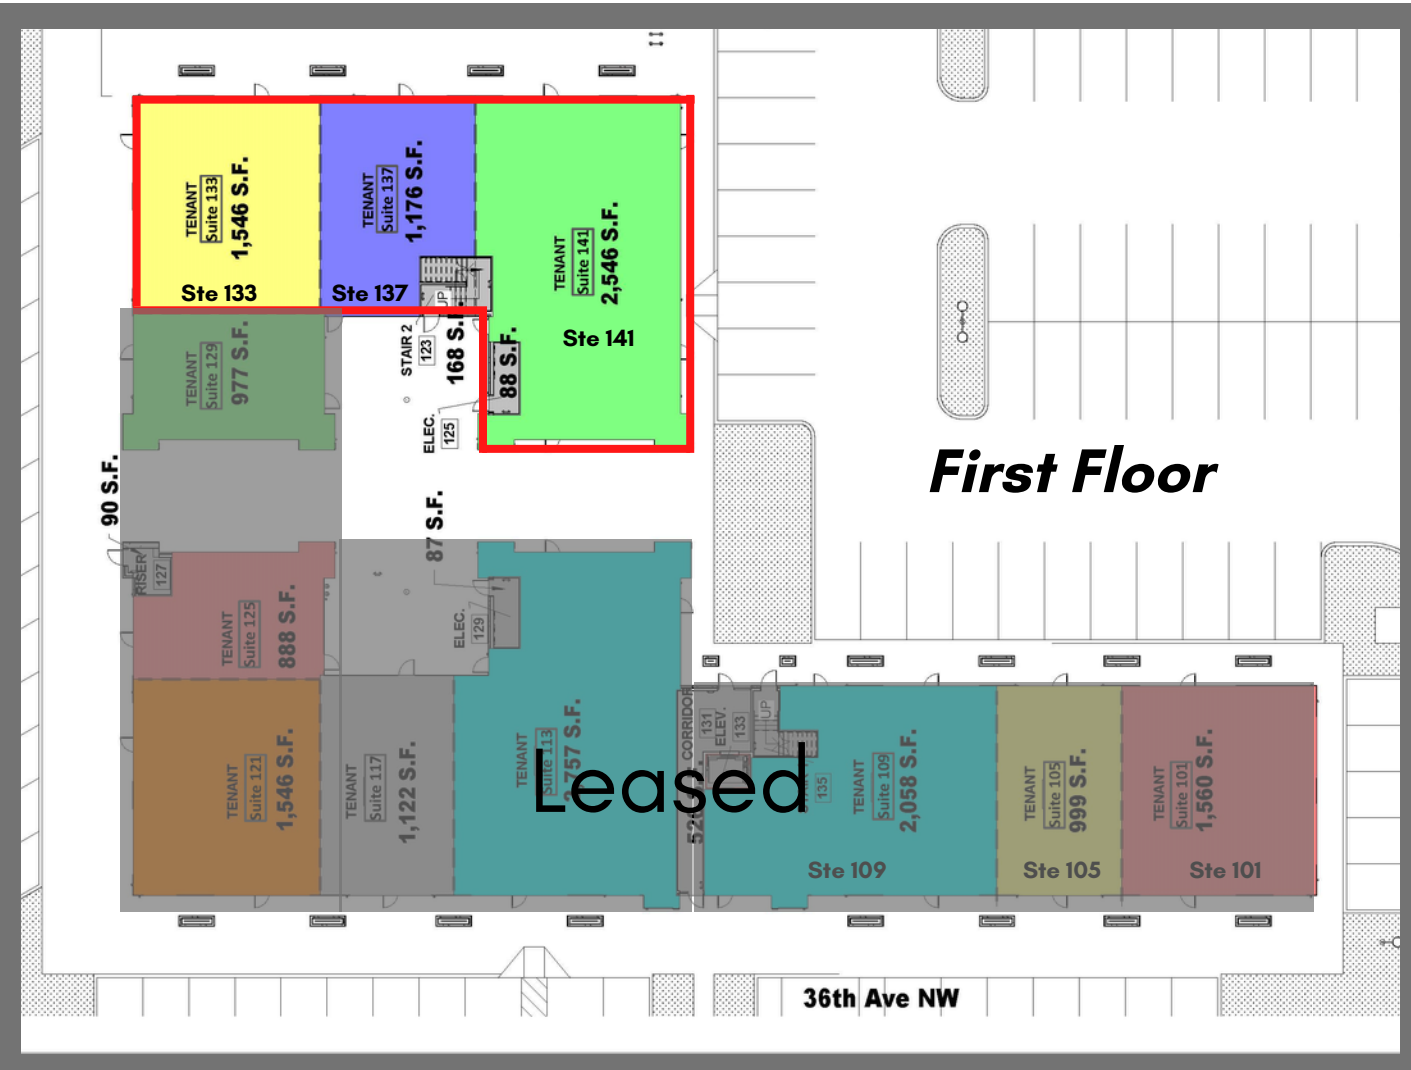 TENANT
Suite 133
1,546 S.F.
Ste 133
TENANT
Suite 137
1,176 S.F.
Ste 137
UP
TENANT
Suite 141
2,546 S.F.
Ste 141
STAIR 2
123
168 S.F.
88 S.F.
ELEC.
125
TENANT
Suite 129
977 S.F.
First Floor
90 S.F.
87 S.F.
RISER
127
TENANT
Suite 125
888 S.F.
ELEC.
129
TENANT
Suite 121
1,546 S.F.
TENANT
Suite 117
1,122 S.F.
TENANT
Suite 113
757 S.F.
Leased
CORRIDOR
131
ELEV.
133
UP
135
TENANT
Suite 109
2,058 S.F.
Ste 109
TENANT
Suite 105
999 S.F.
Ste 105
TENANT
Suite 101
1,560 S.F.
Ste 101
36th Ave NW